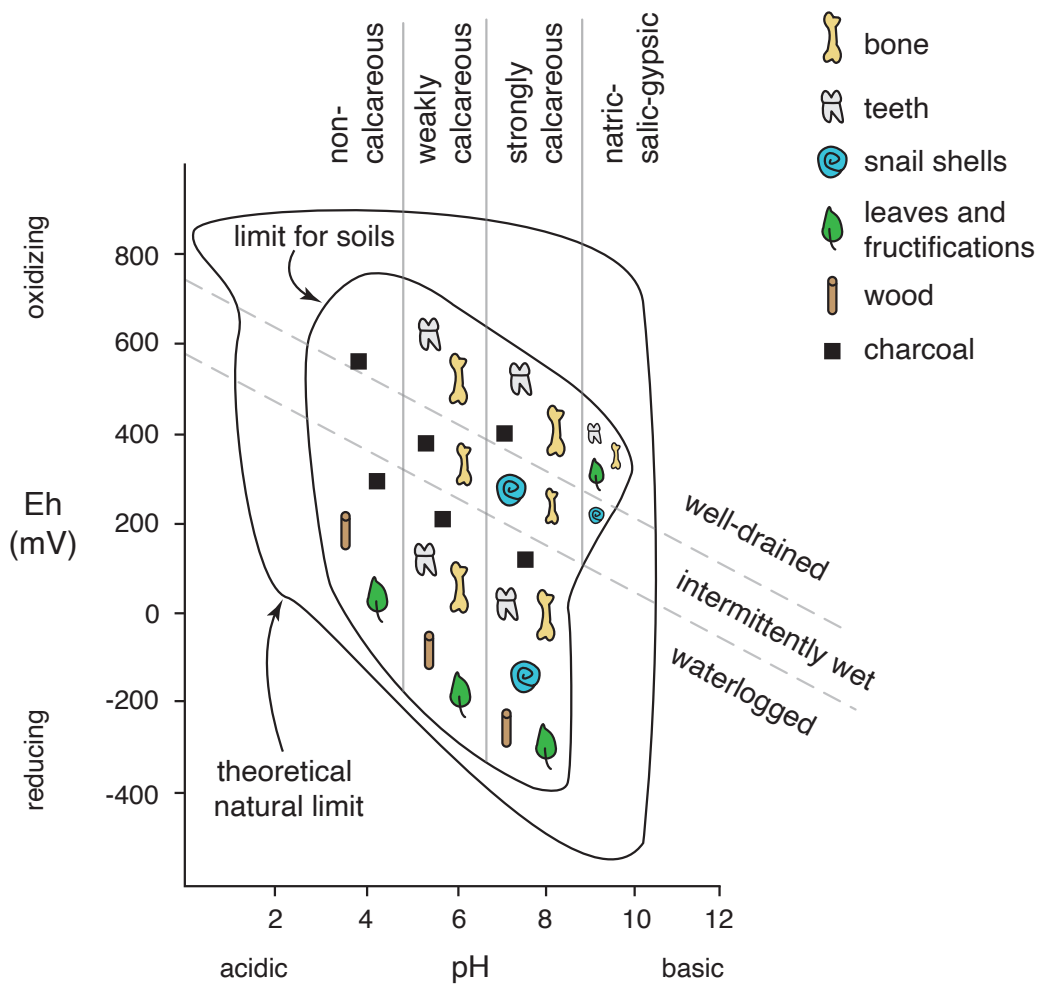 non-
calcareous
weakly
calcareous
strongly
calcareous
natric-
salic-gypsic
bone
teeth
snail shells
leaves and
fructifications
wood
charcoal
oxidizing
reducing
Eh
(mV)
800
600
400
200
0
-200
-400
limit for soils
theoretical
natural limit
well-drained
intermittently wet
waterlogged
2
4
6
8
10
12
acidic
pH
basic